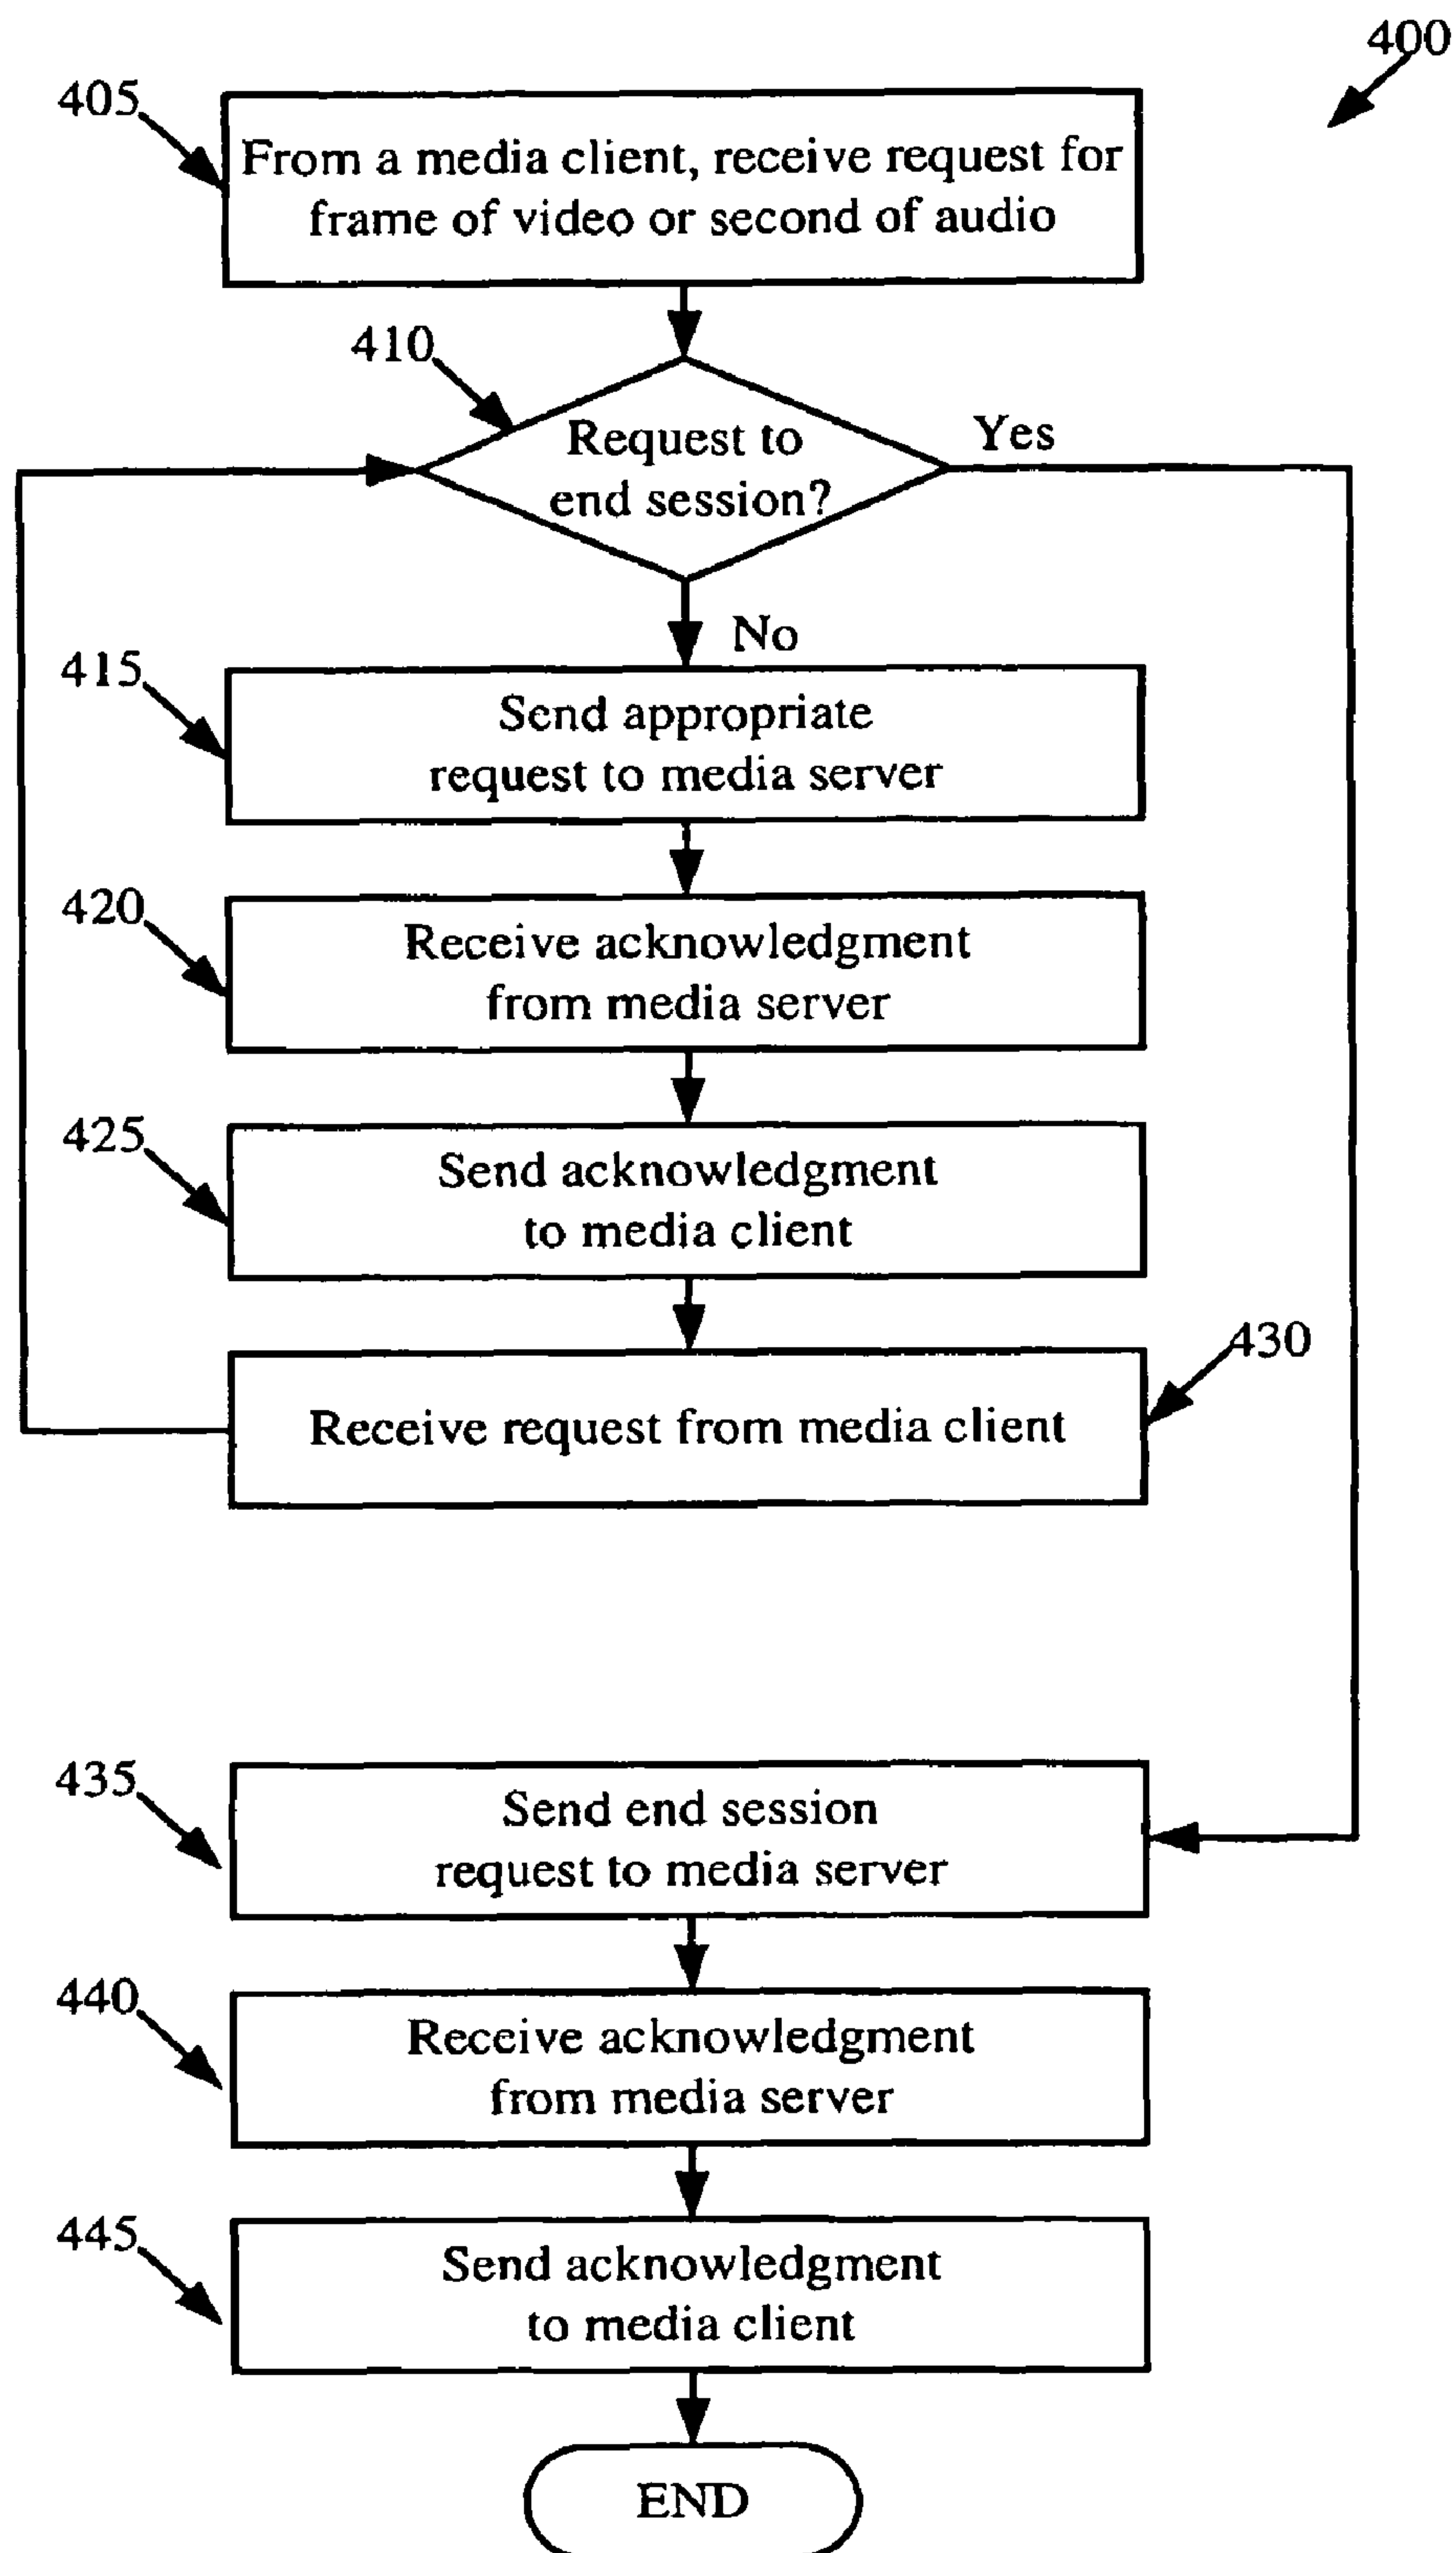 400
405
From a media client, receive request for
frame of video or second of audio
410
Request to
end session?
Yes
No
415
Send appropriate
request to media server
420
Receive acknowledgment
from media server
425
Send acknowledgment
to media client
430
Receive request from media client
435
Send end session
request to media server
440
Receive acknowledgment
from media server
445
Send acknowledgment
to media client
END